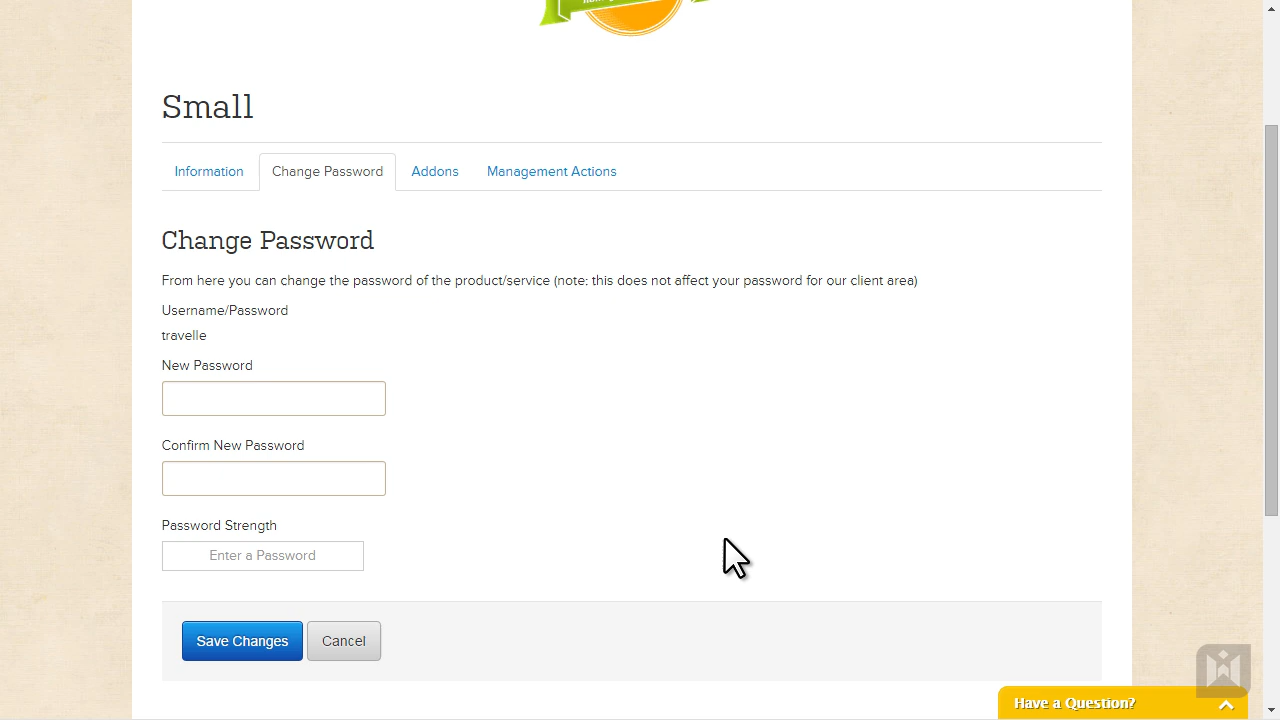 Small
Information Change Password Addons Management Actions
Change Password
From here you can change the password of the product/service (note: this does not affect your password for our client area)
Username/Password
travelle
New Password
Confirm New Password
Password Strength
Enter a Password
Save Changes Cancel
Have a Question?